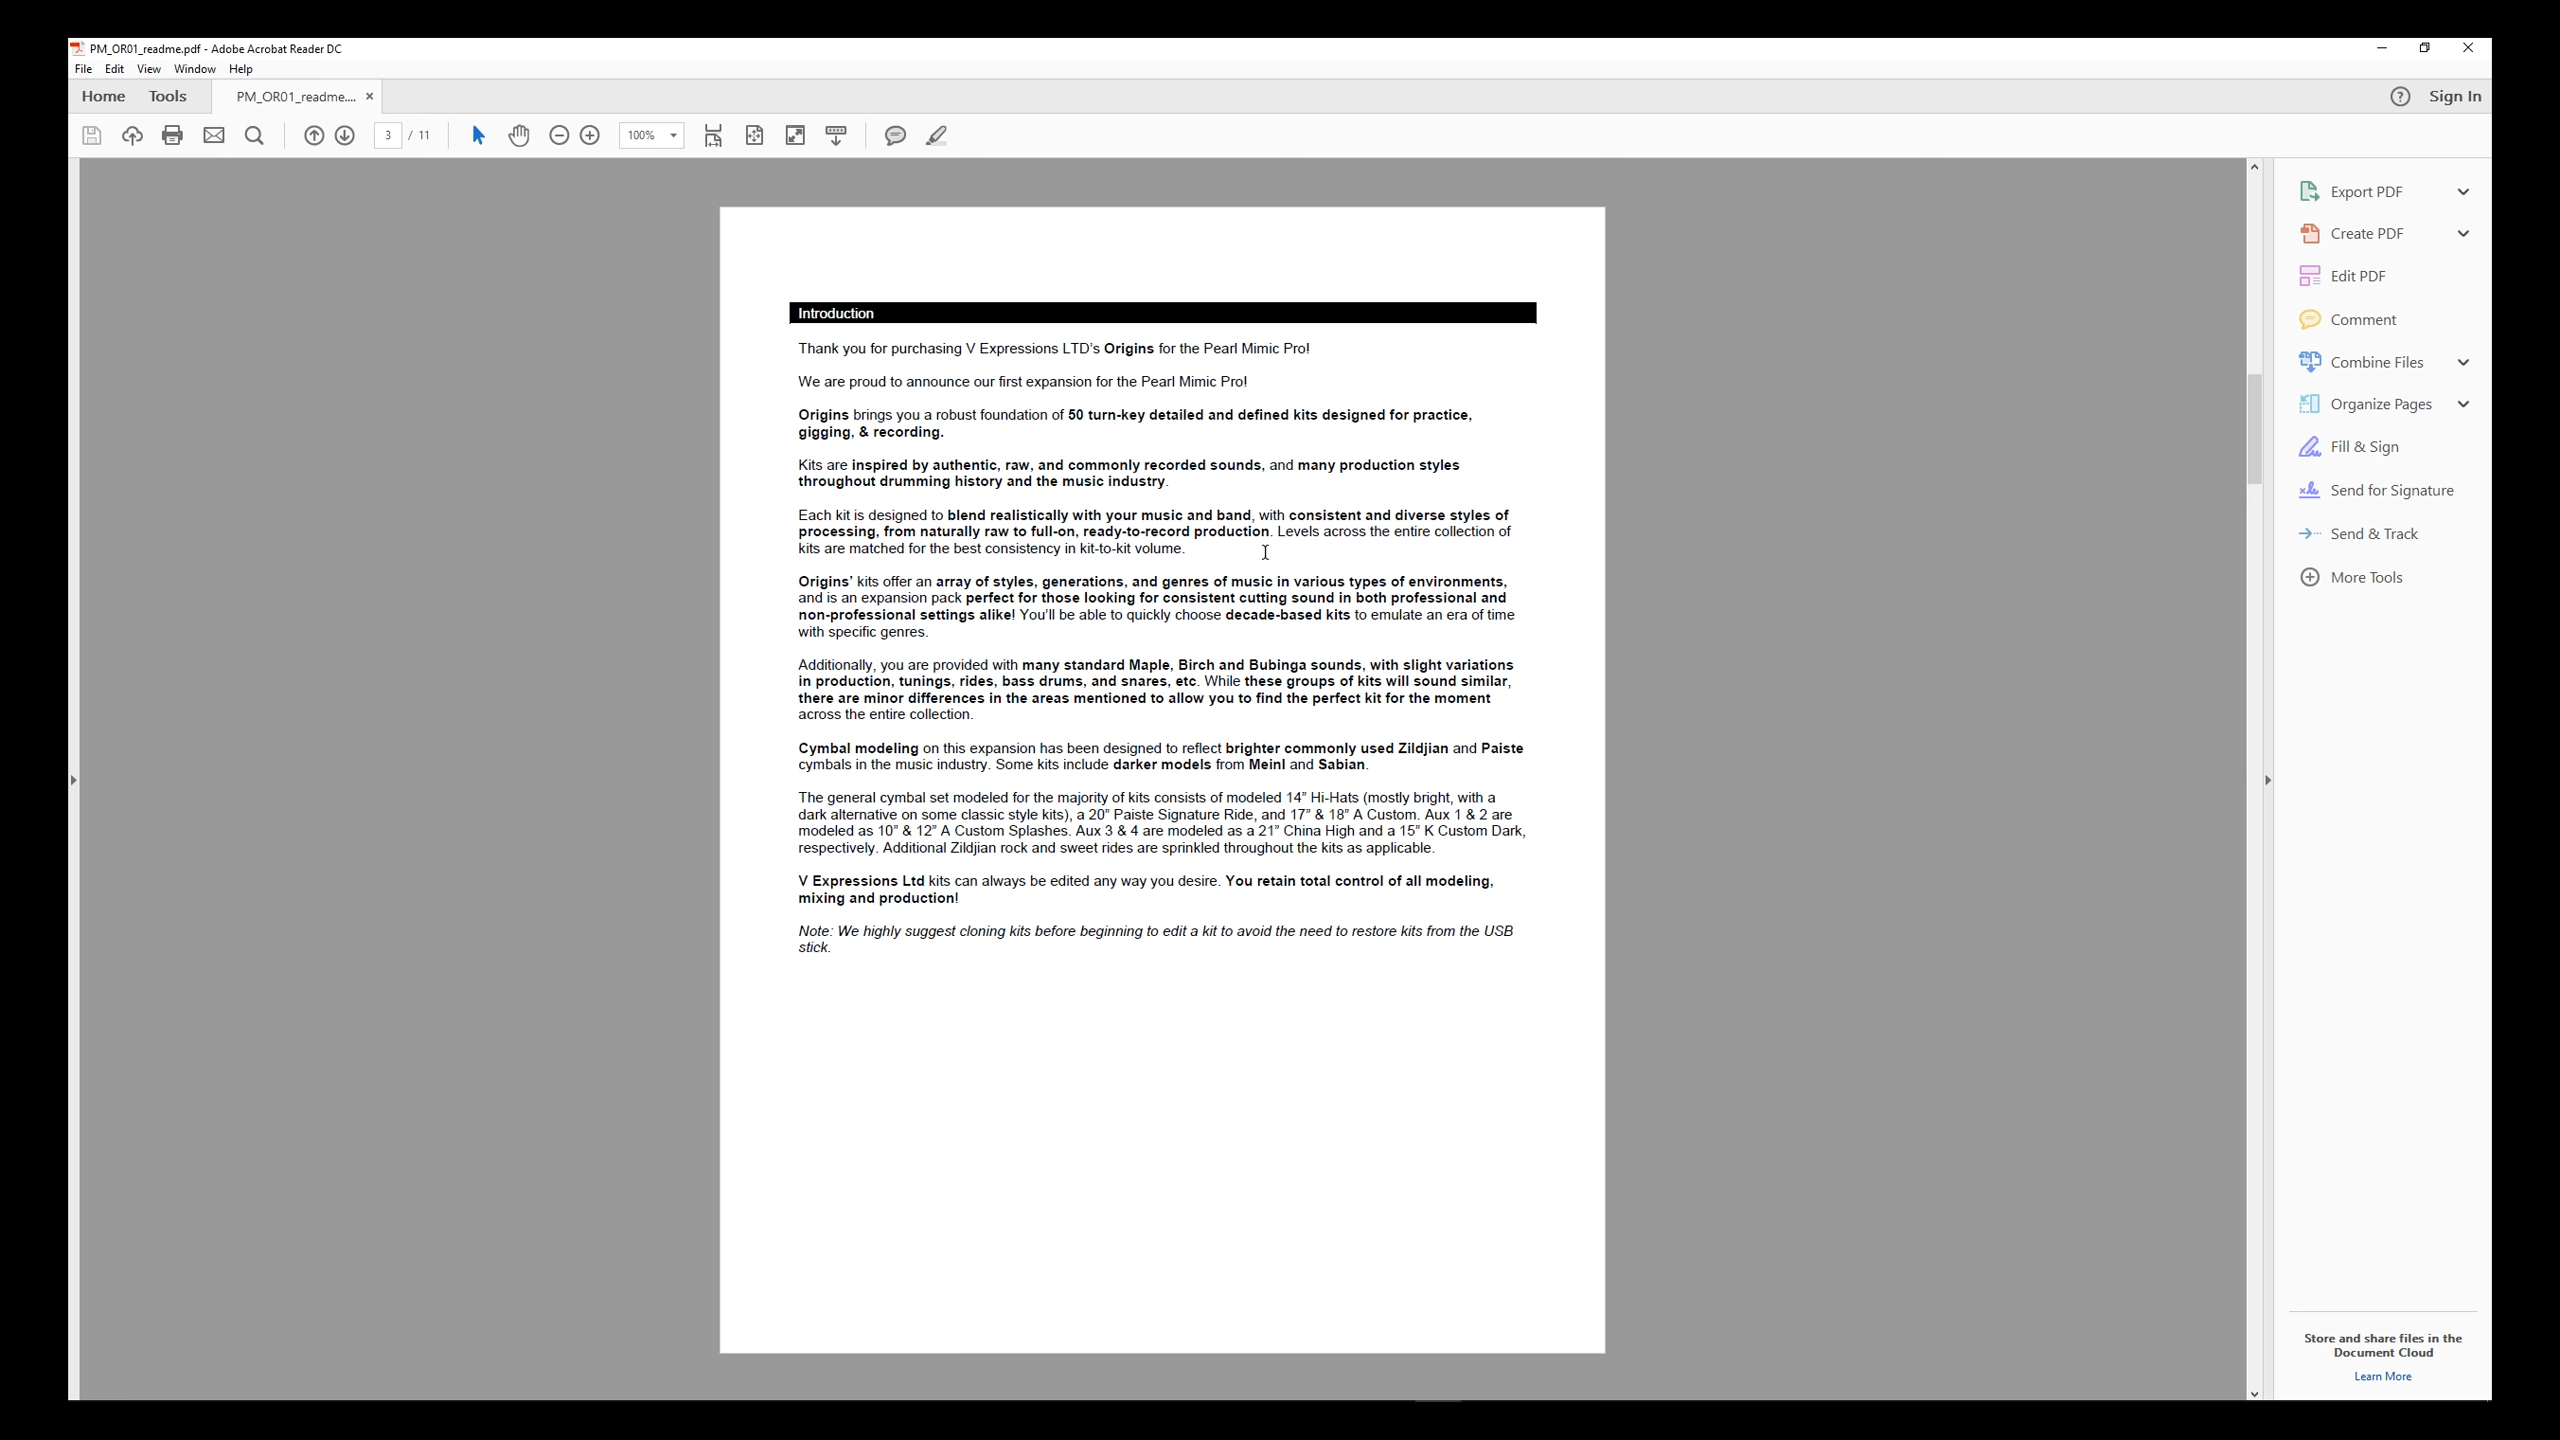 PM_OR01_readme.pdf - Adobe Acrobat Reader DC
File Edit View Window Help
Home Tools PM_OR01_readme.... × ? Sign In
3 / 11 100%
Introduction
Thank you for purchasing V Expressions LTD's Origins for the Pearl Mimic Pro!
We are proud to announce our first expansion for the Pearl Mimic Pro!
Origins brings you a robust foundation of 50 turn-key detailed and defined kits designed for practice,
gigging, & recording.
Kits are inspired by authentic, raw, and commonly recorded sounds, and many production styles
throughout drumming history and the music industry.
Each kit is designed to blend realistically with your music and band, with consistent and diverse styles of
processing, from naturally raw to full-on, ready-to-record production. Levels across the entire collection of
kits are matched for the best consistency in kit-to-kit volume.
Origins' kits offer an array of styles, generations, and genres of music in various types of environments,
and is an expansion pack perfect for those looking for consistent cutting sound in both professional and
non-professional settings alike! You'll be able to quickly choose decade-based kits to emulate an era of time
with specific genres.
Additionally, you are provided with many standard Maple, Birch and Bubinga sounds, with slight variations
in production, tunings, rides, bass drums, and snares, etc. While these groups of kits will sound similar,
there are minor differences in the areas mentioned to allow you to find the perfect kit for the moment
across the entire collection.
Cymbal modeling on this expansion has been designed to reflect brighter commonly used Zildjian and Paiste
cymbals in the music industry. Some kits include darker models from Meinl and Sabian.
The general cymbal set modeled for the majority of kits consists of modeled 14” Hi-Hats (mostly bright, with a
dark alternative on some classic style kits), a 20” Paiste Signature Ride, and 17” & 18” A Custom. Aux 1 & 2 are
modeled as 10” & 12” A Custom Splashes. Aux 3 & 4 are modeled as a 21” China High and a 15” K Custom Dark,
respectively. Additional Zildjian rock and sweet rides are sprinkled throughout the kits as applicable.
V Expressions Ltd kits can always be edited any way you desire. You retain total control of all modeling,
mixing and production!
Note: We highly suggest cloning kits before beginning to edit a kit to avoid the need to restore kits from the USB
stick.
Export PDF
Create PDF
Edit PDF
Comment
Combine Files
Organize Pages
Fill & Sign
Send for Signature
Send & Track
More Tools
Store and share files in the
Document Cloud
Learn More